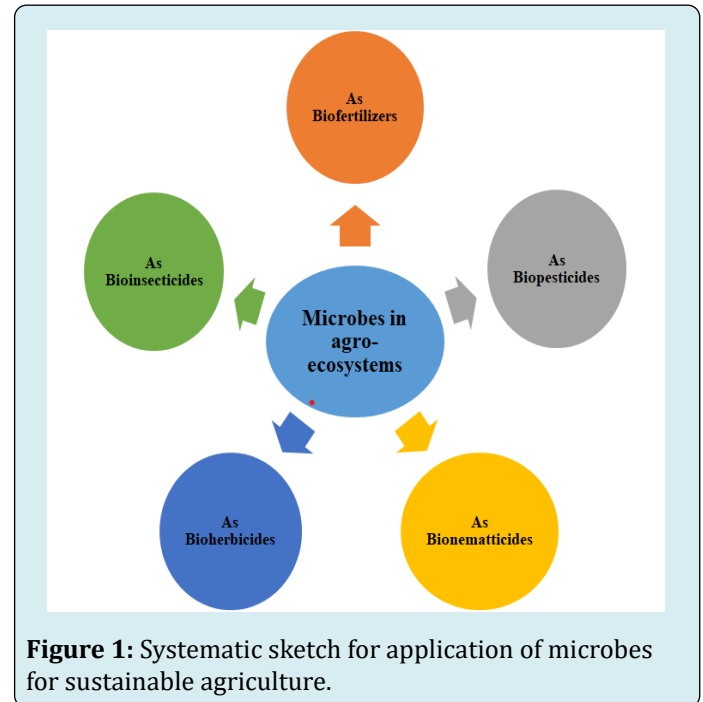 As
Biofertilizers
As
Bioinsecticides
As
Biopesticides
Microbes in
agro-
ecosystems
As
Bioherbicides
As
Bionematticides
Figure 1: Systematic sketch for application of microbes
for sustainable agriculture.